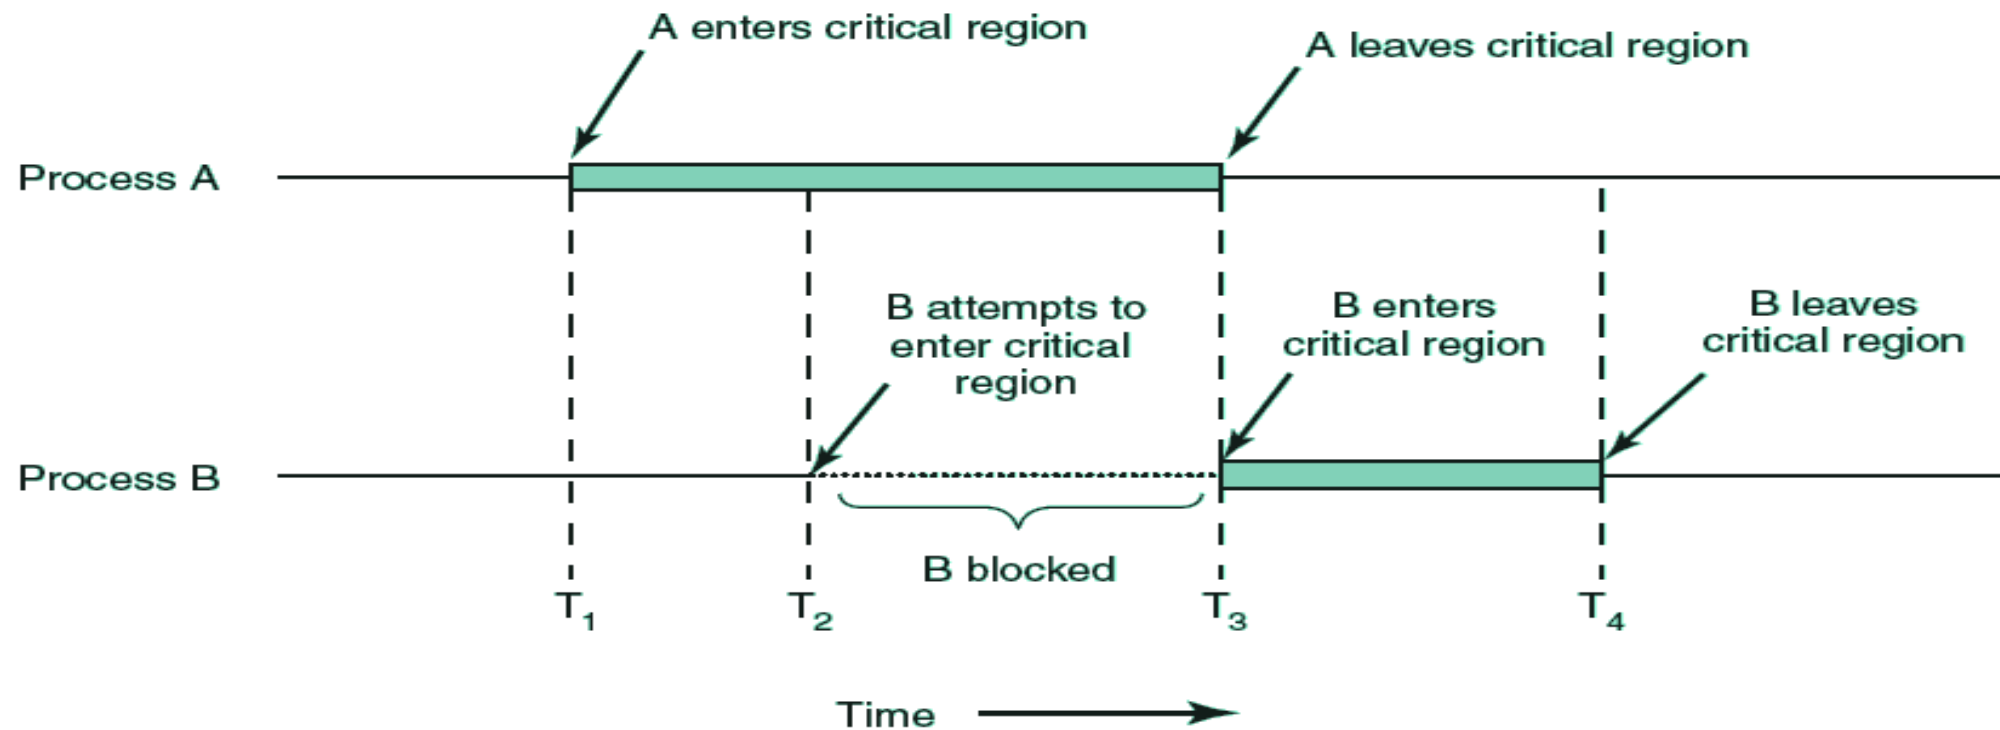 A enters critical region
A leaves critical region
Process A
B attempts to
enter critical
region
B enters
critical region
B leaves
critical region
Process B
B blocked
T1
T2
T3
T4
Time